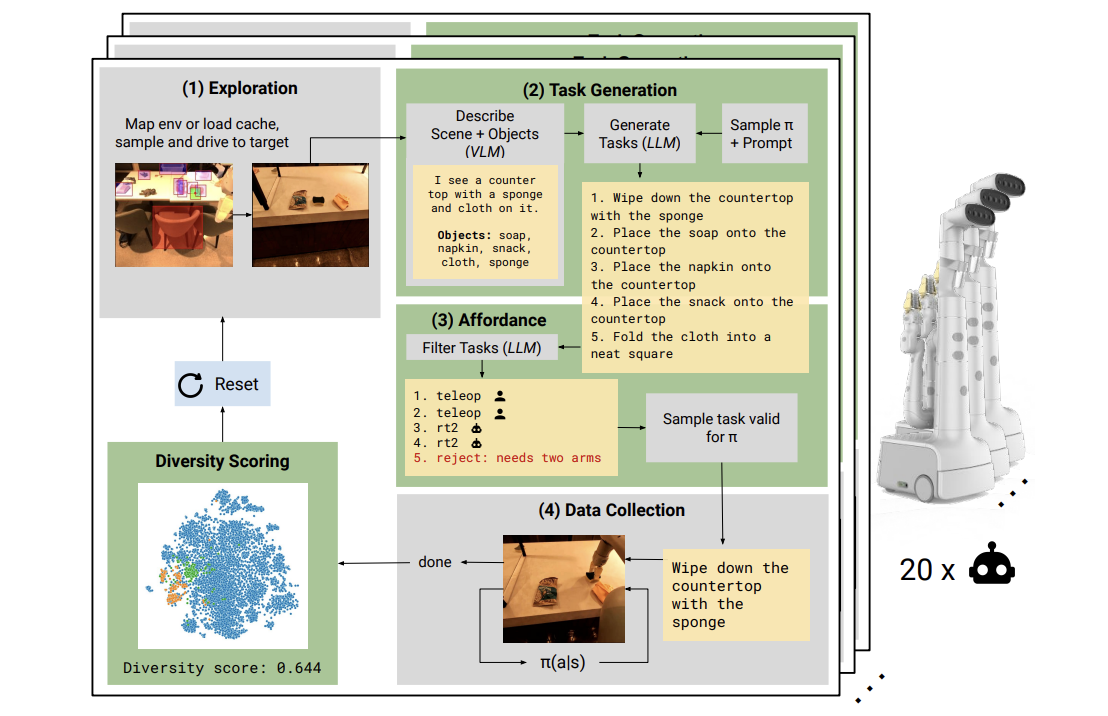 (1) Exploration
Map env or load cache,
sample and drive to target
(2) Task Generation
Describe
Scene + Objects
(VLM)
I see a counter
top with a sponge
and cloth on it.
Objects: soap,
napkin, snack,
cloth, sponge
Generate
Tasks (LLM)
Sample π
+ Prompt
1. Wipe down the countertop
with the sponge
2. Place the soap onto the
countertop
3. Place the napkin onto
the countertop
4. Place the snack onto the
countertop
5. Fold the cloth into a
neat square
(3) Affordance
Filter Tasks (LLM)
1. teleop
2. teleop
3. rt2
4. rt2
5. reject: needs two arms
Sample task valid
for π
(4) Data Collection
Wipe down the
countertop
with the
sponge
π(a|s)
done
Diversity Scoring
Diversity score: 0.644
Reset
20 x